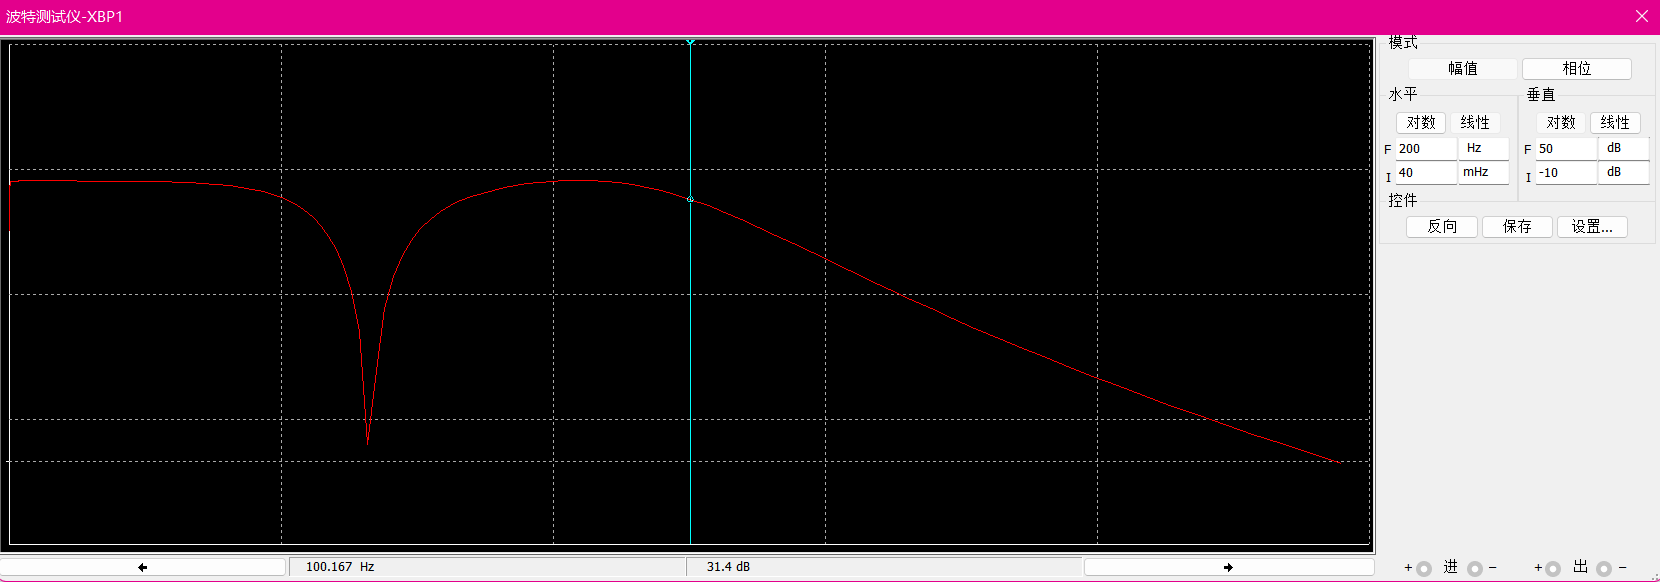 波特测试仪-XBP1
模式
幅值 相位
水平 垂直
对数 线性 对数 线性
F 200 Hz F 50 dB
I 40 mHz I -10 dB
控件
反向 保存 设置...
100.167 Hz 31.4 dB
+ 进 − + 出 −